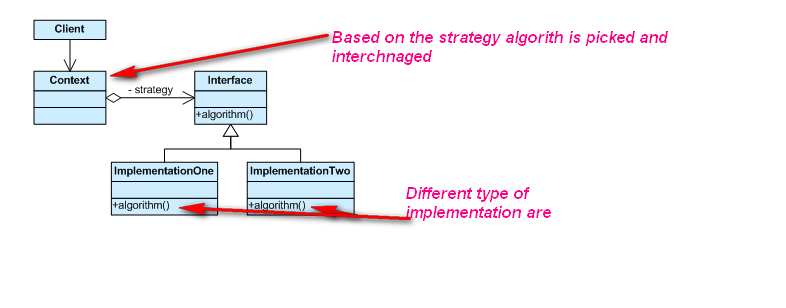 Client
Based on the strategy algorith is picked and
interchnaged
Context
Interface
- strategy
+algorithm()
ImplementationOne
ImplementationTwo
+algorithm()
+algorithm()
Different type of
implementation are